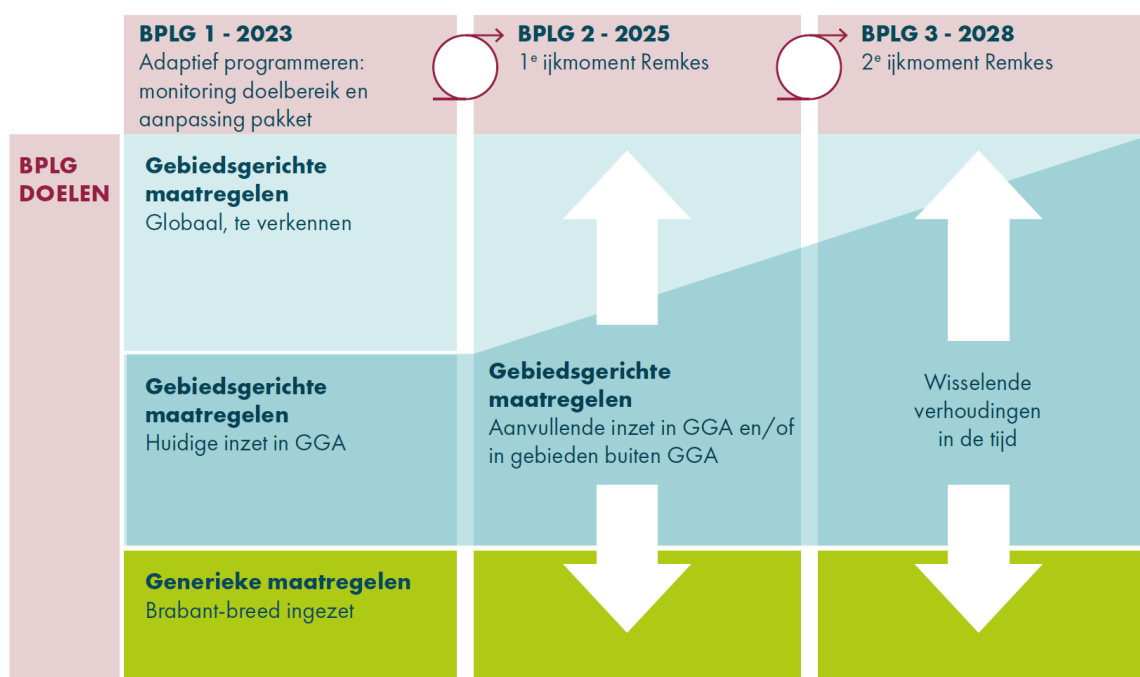 BPLG 1 - 2023
Adaptief programmeren:
monitoring doelbereik en
aanpassing pakket
BPLG 2 - 2025
1e ijkmoment Remkes
BPLG 3 - 2028
2e ijkmoment Remkes
BPLG
DOELEN
Gebiedsgerichte
maatregelen
Globaal, te verkennen
Gebiedsgerichte
maatregelen
Huidige inzet in GGA
Gebiedsgerichte
maatregelen
Aanvullende inzet in GGA en/of
in gebieden buiten GGA
Wisselende
verhoudingen
in de tijd
Generieke maatregelen
Brabant-breed ingezet